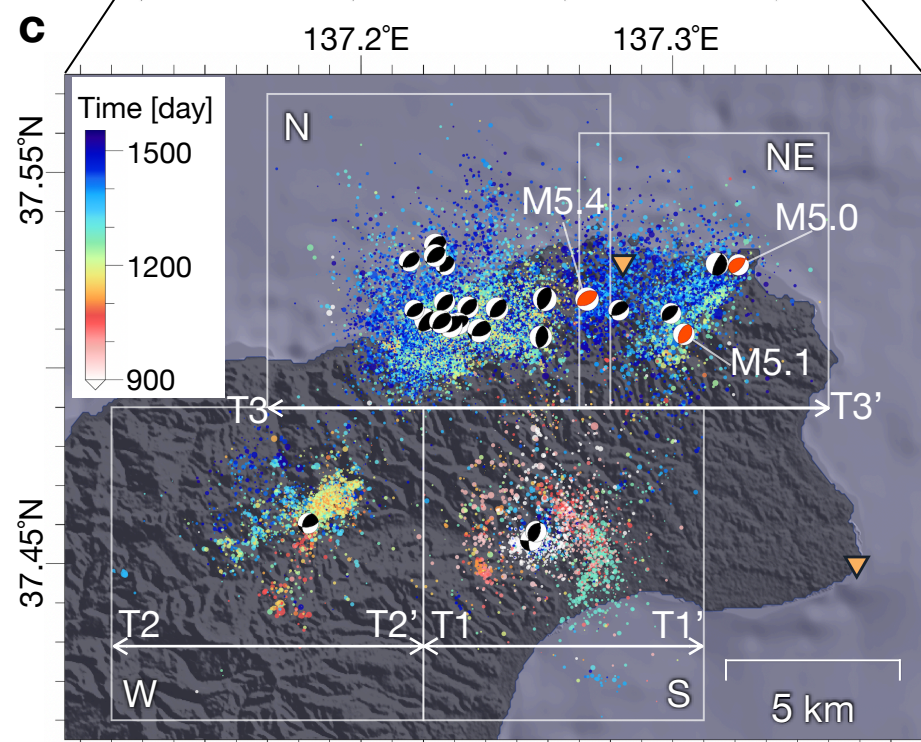 c
137.2°E 137.3°E
Time [day]
1500
1200
900
37.55°N
37.45°N
N
NE
M5.4
M5.0
M5.1
T3 T3’
T2 T2’ T1 T1’
W S
5 km